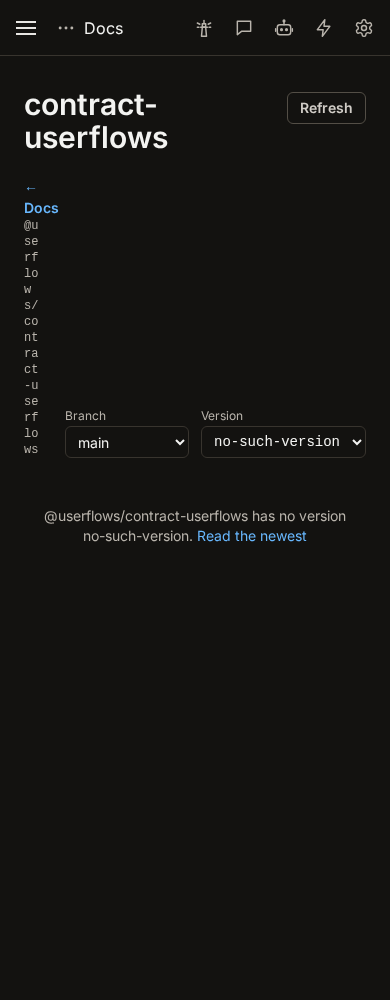 Docs
contract-
userflows
Refresh
←
Docs
@u
se
rf
lo
w
s/
co
nt
ra
ct
-u
se
rf
lo
ws
Branch
main
Version
no-such-version
@userflows/contract-userflows has no version
no-such-version. Read the newest